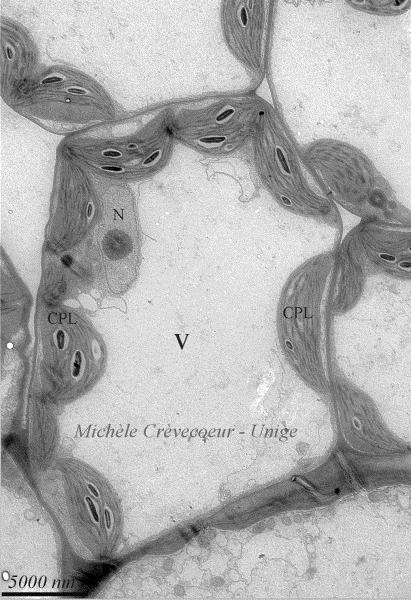 N
CPL
CPL
V
Michèle Crèvecoeur - Unige
5000 nm